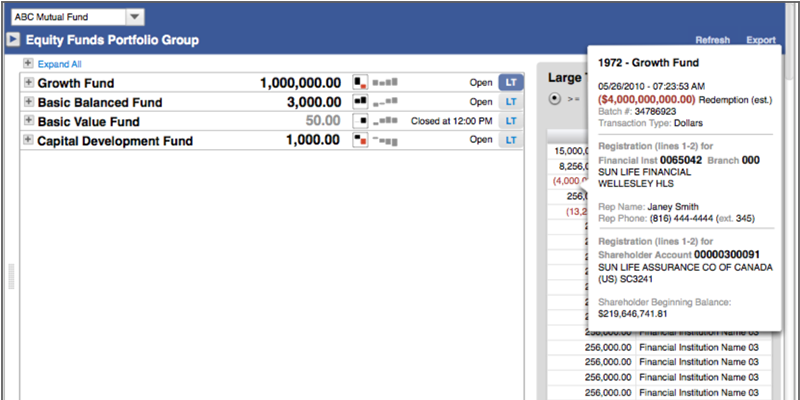 ABC Mutual Fund
Equity Funds Portfolio Group
Refresh Export
Expand All
Growth Fund 1,000,000.00 Open LT
Basic Balanced Fund 3,000.00 Open LT
Basic Value Fund 50.00 Closed at 12:00 PM LT
Capital Development Fund 1,000.00 Open LT
Large
>=
15,000,
8,256,
(4,000,
256,
(13,2
1972 - Growth Fund
05/26/2010 - 07:23:53 AM
($4,000,000,000.00) Redemption (est.)
Batch #: 34786923
Transaction Type: Dollars
Registration (lines 1-2) for
Financial Inst 0065042 Branch 000
SUN LIFE FINANCIAL
WELLESLEY HLS
Rep Name: Janey Smith
Rep Phone: (816) 444-4444 (ext. 345)
Registration (lines 1-2) for
Shareholder Account 00000300091
SUN LIFE ASSURANCE CO OF CANADA
(US) SC3241
Shareholder Beginning Balance:
$219,646,741.81
256,000.00 Financial Institution Name 03
256,000.00 Financial Institution Name 03
256,000.00 Financial Institution Name 03
256,000.00 Financial Institution Name 03
256,000.00 Financial Institution Name 03